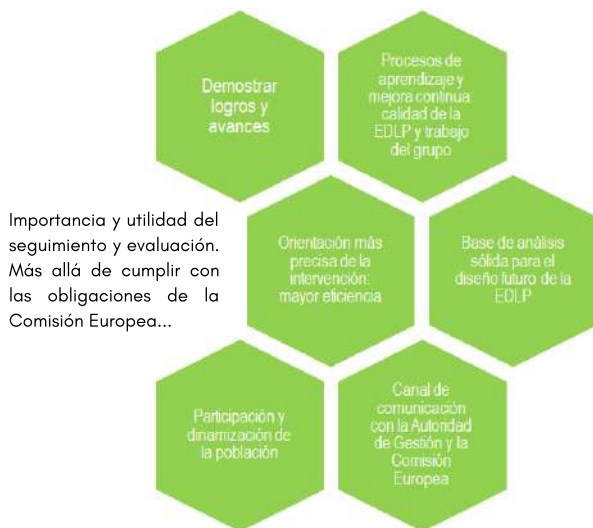 Demostrar
logros y
avances
Procesos de
aprendizaje y
mejora continua:
calidad de la
EDLP y trabajo
del grupo
Importancia y utilidad del
seguimiento y evaluación.
Más allá de cumplir con
las obligaciones de la
Comisión Europea...
Orientación más
precisa de la
intervención:
mayor eficiencia
Base de análisis
sólida para el
diseño futuro de la
EDLP
Participación y
dinamización de
la población
Canal de
comunicación
con la Autoridad
de Gestión y la
Comisión
Europea